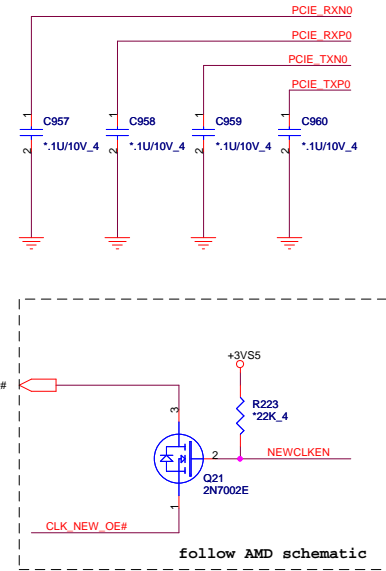 PCIE_RXN0
PCIE_RXP0
PCIE_TXN0
PCIE_TXP0
1 1 1 1
C957 C958 C959 C960
2 2 2 2
*.1U/10V_4 *.1U/10V_4 *.1U/10V_4 *.1U/10V_4
+3VS5
#
R223
*22K_4
3
2
NEWCLKEN
Q21
2N7002E
1
CLK_NEW_OE#
follow AMD schematic